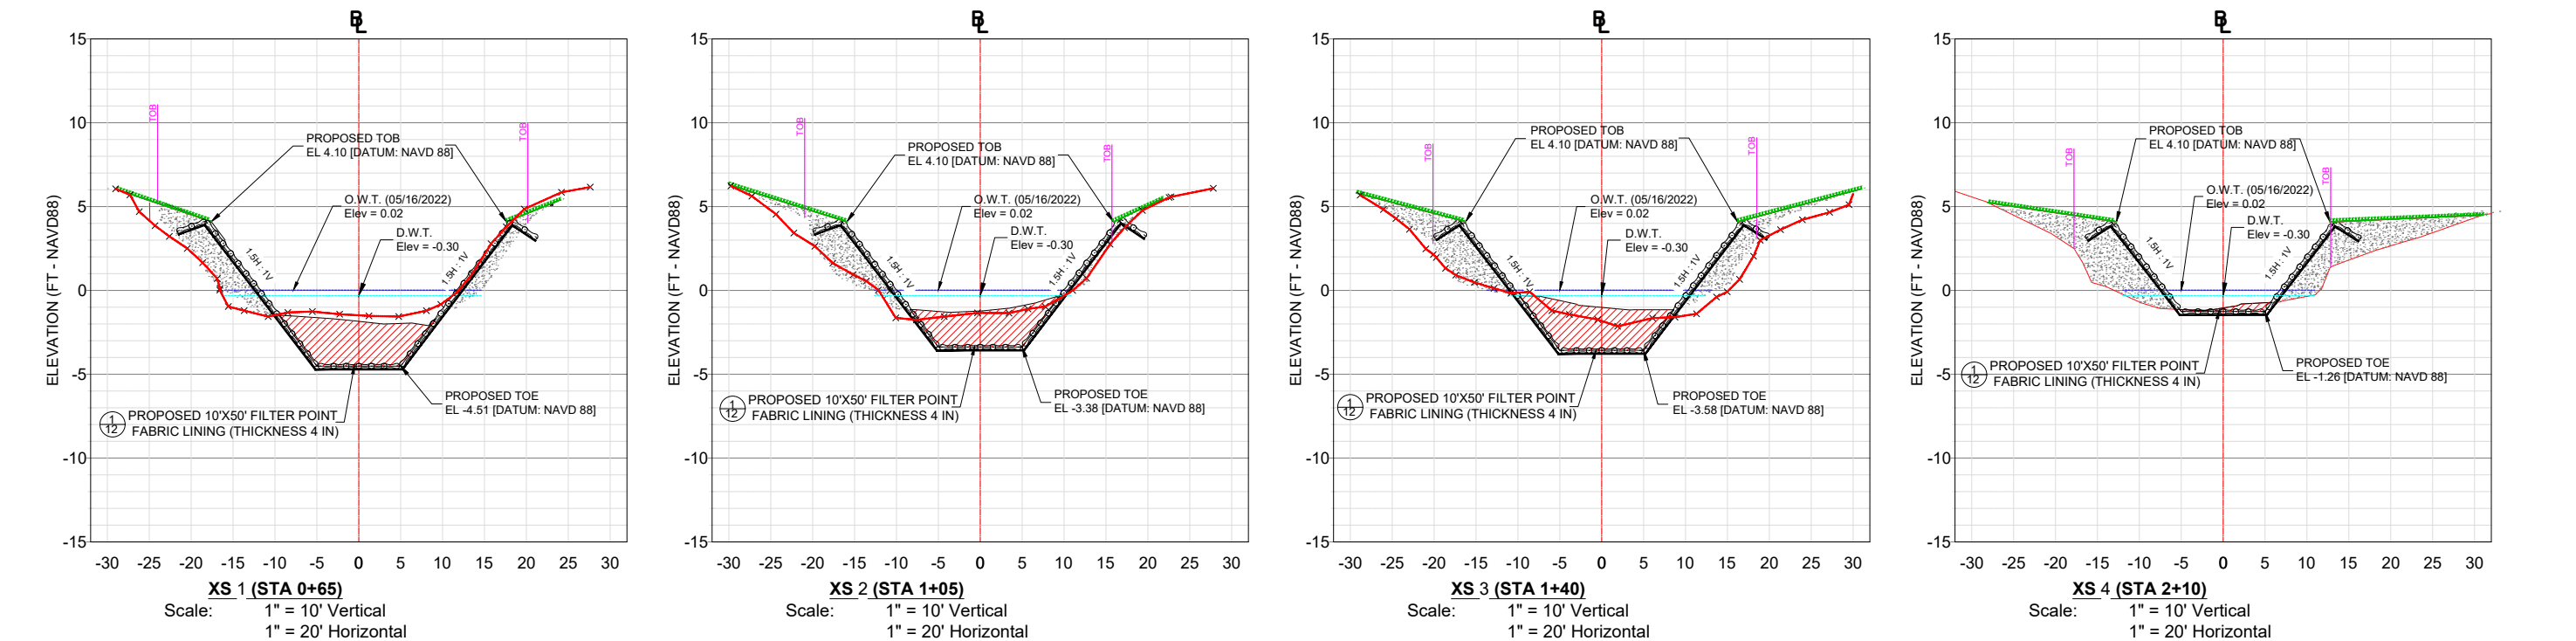 BL
15
10
5
0
-5
-10
-15
ELEVATION (FT - NAVD88)
TOB
TOB
PROPOSED TOB
EL 4.10 [DATUM: NAVD 88]
O.W.T. (05/16/2022)
Elev = 0.02
D.W.T.
Elev = -0.30
1.5H : 1V
1.5H : 1V
PROPOSED TOE
EL -4.51 [DATUM: NAVD 88]
1
12
PROPOSED 10'X50' FILTER POINT
FABRIC LINING (THICKNESS 4 IN)
-30 -25 -20 -15 -10 -5 0 5 10 15 20 25 30
XS 1 (STA 0+65)
Scale: 1" = 10' Vertical
1" = 20' Horizontal
BL
15
10
5
0
-5
-10
-15
ELEVATION (FT - NAVD88)
TOB
TOB
PROPOSED TOB
EL 4.10 [DATUM: NAVD 88]
O.W.T. (05/16/2022)
Elev = 0.02
D.W.T.
Elev = -0.30
1.5H : 1V
1.5H : 1V
PROPOSED TOE
EL -3.38 [DATUM: NAVD 88]
1
12
PROPOSED 10'X50' FILTER POINT
FABRIC LINING (THICKNESS 4 IN)
-30 -25 -20 -15 -10 -5 0 5 10 15 20 25 30
XS 2 (STA 1+05)
Scale: 1" = 10' Vertical
1" = 20' Horizontal
BL
15
10
5
0
-5
-10
-15
ELEVATION (FT - NAVD88)
TOB
TOB
PROPOSED TOB
EL 4.10 [DATUM: NAVD 88]
O.W.T. (05/16/2022)
Elev = 0.02
D.W.T.
Elev = -0.30
1.5H : 1V
1.5H : 1V
PROPOSED TOE
EL -3.58 [DATUM: NAVD 88]
1
12
PROPOSED 10'X50' FILTER POINT
FABRIC LINING (THICKNESS 4 IN)
-30 -25 -20 -15 -10 -5 0 5 10 15 20 25 30
XS 3 (STA 1+40)
Scale: 1" = 10' Vertical
1" = 20' Horizontal
BL
15
10
5
0
-5
-10
-15
ELEVATION (FT - NAVD88)
TOB
TOB
PROPOSED TOB
EL 4.10 [DATUM: NAVD 88]
O.W.T. (05/16/2022)
Elev = 0.02
D.W.T.
Elev = -0.30
1.5H : 1V
1.5H : 1V
PROPOSED TOE
EL -1.26 [DATUM: NAVD 88]
1
12
PROPOSED 10'X50' FILTER POINT
FABRIC LINING (THICKNESS 4 IN)
-30 -25 -20 -15 -10 -5 0 5 10 15 20 25 30
XS 4 (STA 2+10)
Scale: 1" = 10' Vertical
1" = 20' Horizontal